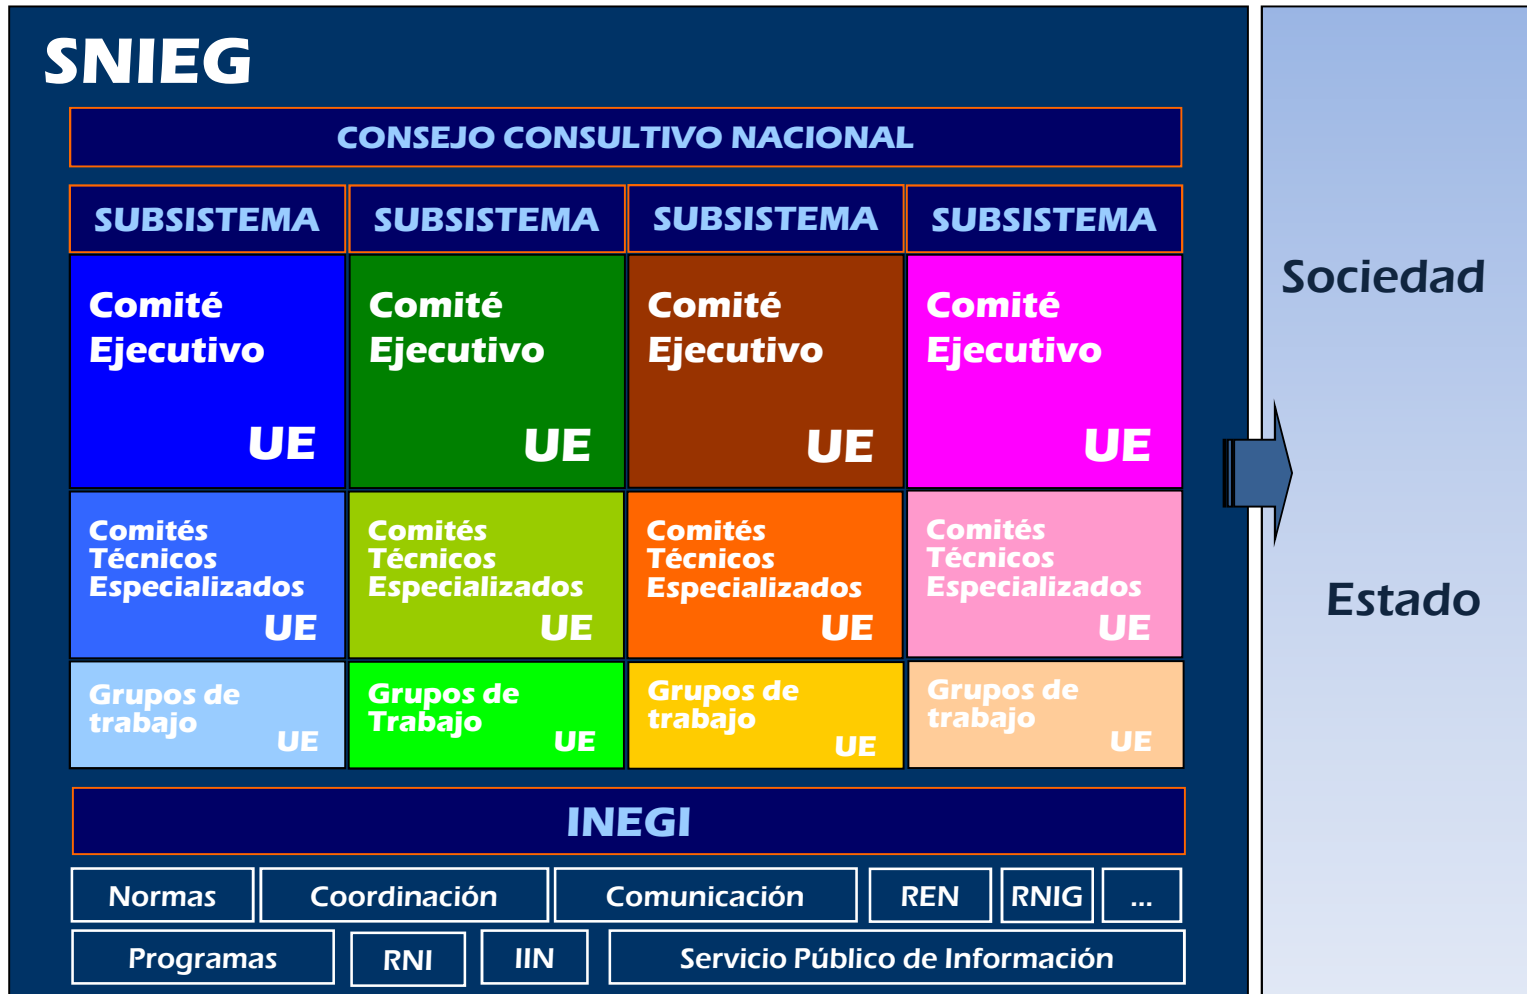 SNIEG
CONSEJO CONSULTIVO NACIONAL
SUBSISTEMA
SUBSISTEMA
SUBSISTEMA
SUBSISTEMA
Comité
Ejecutivo
UE
Comité
Ejecutivo
UE
Comité
Ejecutivo
UE
Comité
Ejecutivo
UE
Comités
Técnicos
Especializados
UE
Comités
Técnicos
Especializados
UE
Comités
Técnicos
Especializados
UE
Comités
Técnicos
Especializados
UE
Grupos de
trabajo
UE
Grupos de
Trabajo
UE
Grupos de
trabajo
UE
Grupos de
trabajo
UE
INEGI
Normas
Coordinación
Comunicación
REN
RNIG
...
Programas
RNI
IIN
Servicio Público de Información
Sociedad
Estado